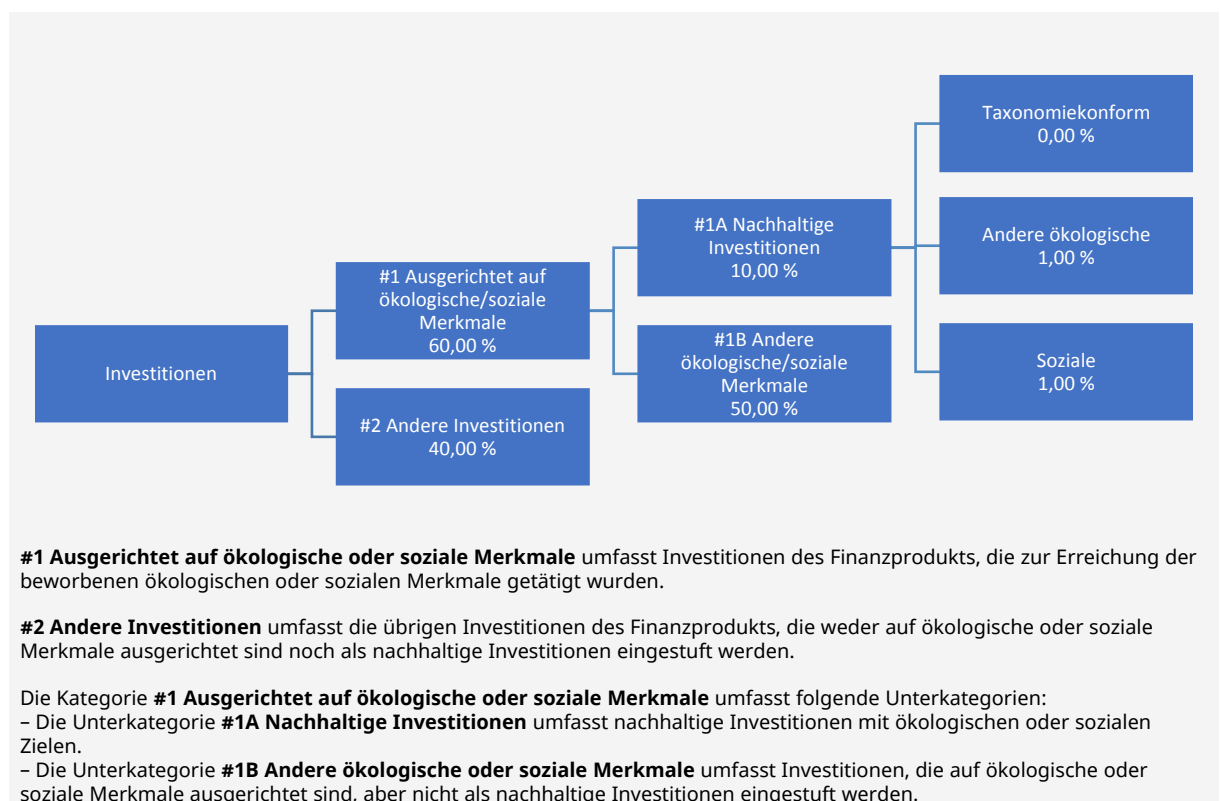 Taxonomiekonform
0,00 %
#1A Nachhaltige
Investitionen
10,00 %
Andere ökologische
1,00 %
#1 Ausgerichtet auf
ökologische/soziale
Merkmale
60,00 %
#1B Andere
ökologische/soziale
Merkmale
50,00 %
Investitionen
Soziale
1,00 %
#2 Andere Investitionen
40,00 %
#1 Ausgerichtet auf ökologische oder soziale Merkmale umfasst Investitionen des Finanzprodukts, die zur Erreichung der
beworbenen ökologischen oder sozialen Merkmale getätigt wurden.
#2 Andere Investitionen umfasst die übrigen Investitionen des Finanzprodukts, die weder auf ökologische oder soziale
Merkmale ausgerichtet sind noch als nachhaltige Investitionen eingestuft werden.
Die Kategorie #1 Ausgerichtet auf ökologische oder soziale Merkmale umfasst folgende Unterkategorien:
– Die Unterkategorie #1A Nachhaltige Investitionen umfasst nachhaltige Investitionen mit ökologischen oder sozialen
Zielen.
– Die Unterkategorie #1B Andere ökologische oder soziale Merkmale umfasst Investitionen, die auf ökologische oder
soziale Merkmale ausgerichtet sind, aber nicht als nachhaltige Investitionen eingestuft werden.